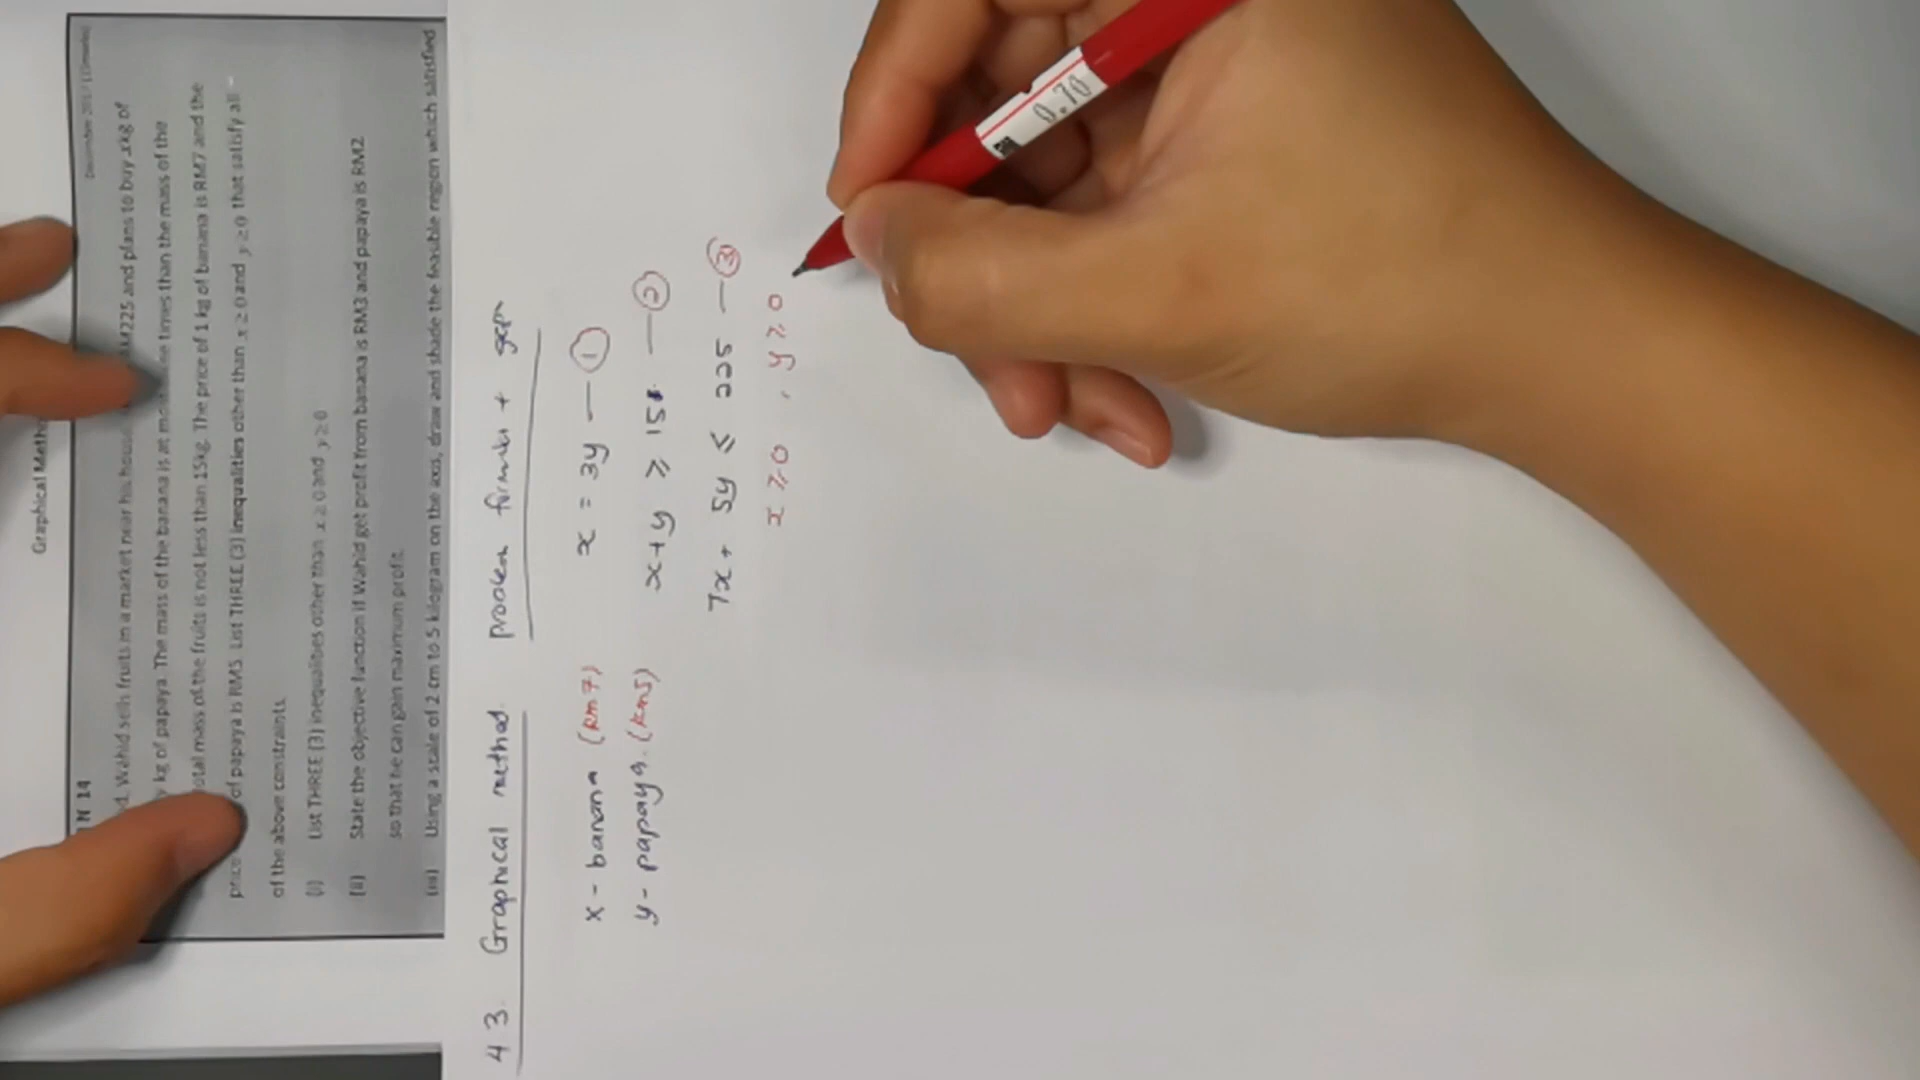 Graphical Metho
December 2017 (Timeslot)
N 14
d. Wahid sells fruits in a market near his house. RM225 and plans to buy x kg of
y kg of papaya. The mass of the banana is at most times than the mass of the
total mass of the fruits is not less than 15kg. The price of 1 kg of banana is RM7 and the
price of papaya is RM5. List THREE (3) inequalities other than x ≥ 0 and y ≥ 0 that satisfy all
of the above constraints.
(i) List THREE (3) inequalities other than x ≥ 0 and y ≥ 0
(ii) State the objective function if Wahid get profit from banana is RM3 and papaya is RM2
so that he can gain maximum profit.
(iii) Using a scale of 2 cm to 5 kilogram on the axis, draw and shade the feasible region which satisfied
4 3. Graphical method. problem +
x - banana (RM7) x = 3y — ①
y - papaya. (RM5) x+y ≥ 15 — ②
7x + 5y ≤ 225 — ③
x ≥ 0 , y ≥ 0
0.70